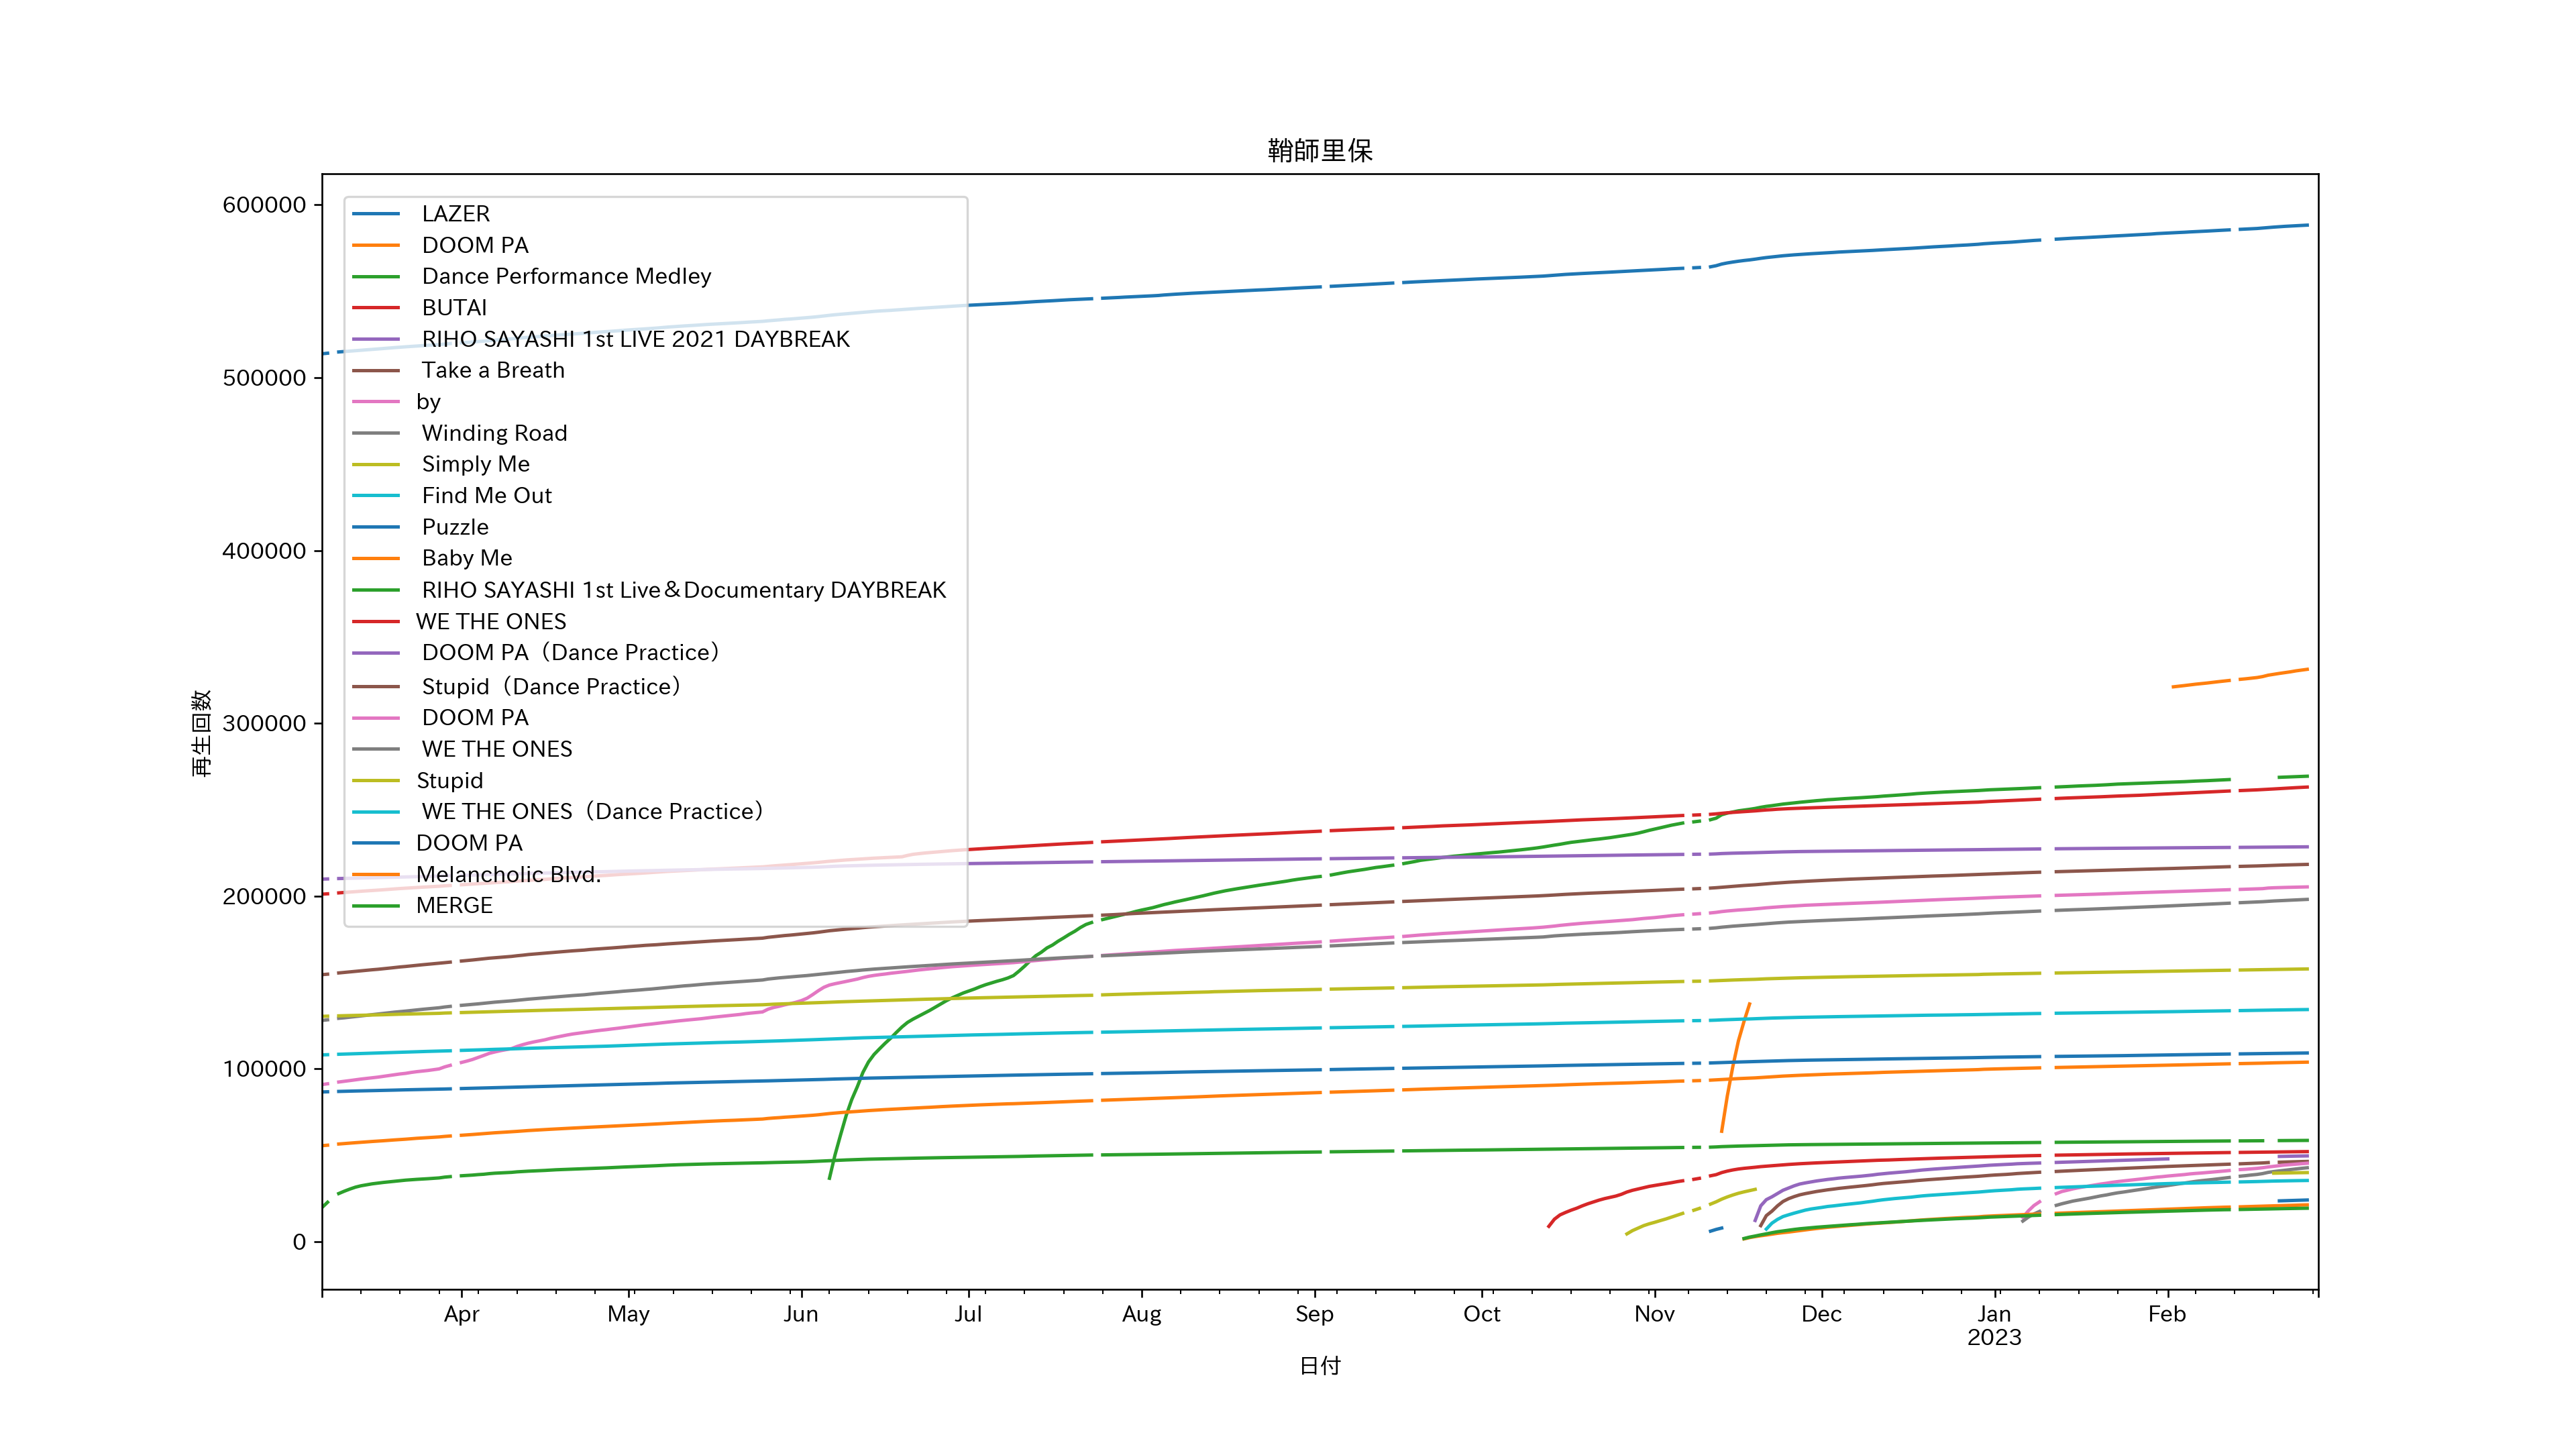 鞘師里保
600000
500000
400000
300000
200000
100000
0
再生回数
LAZER
DOOM PA
Dance Performance Medley
BUTAI
RIHO SAYASHI 1st LIVE 2021 DAYBREAK
Take a Breath
by
Winding Road
Simply Me
Find Me Out
Puzzle
Baby Me
RIHO SAYASHI 1st Live＆Documentary DAYBREAK
WE THE ONES
DOOM PA（Dance Practice）
Stupid（Dance Practice）
DOOM PA
WE THE ONES
Stupid
WE THE ONES（Dance Practice）
DOOM PA
Melancholic Blvd.
MERGE
Apr May Jun Jul Aug Sep Oct Nov Dec Jan Feb
2023
日付